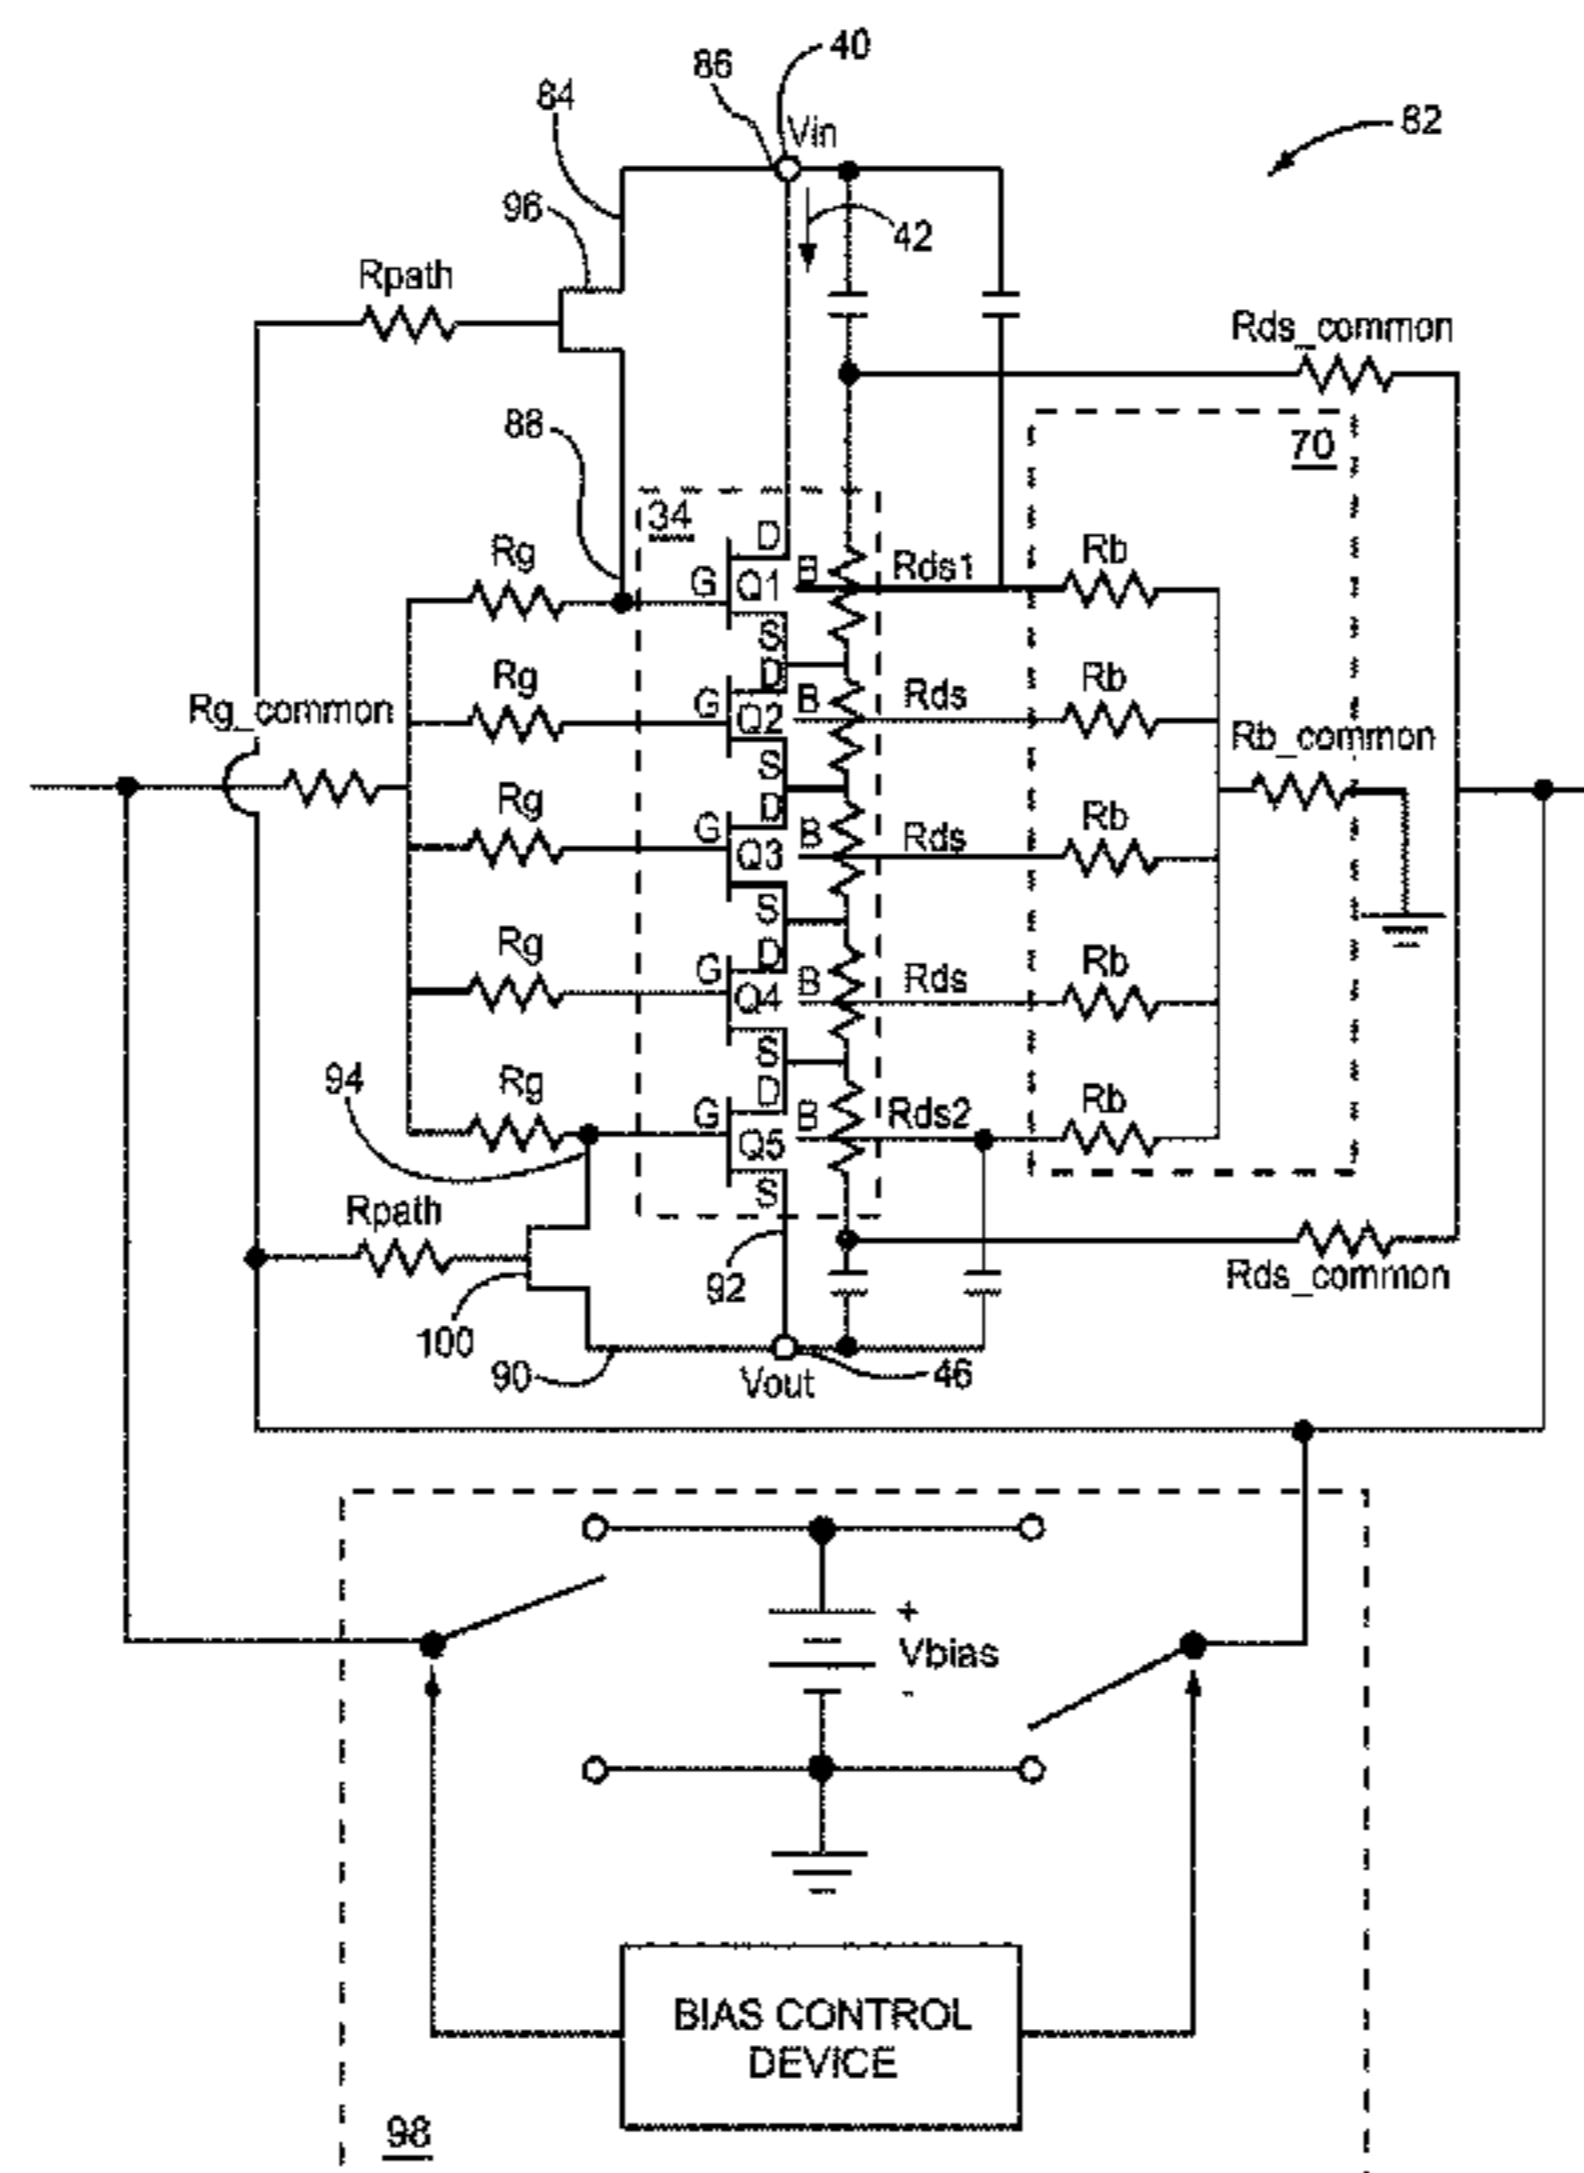 40
86
84
Vin
82
96
42
Rpath
Rds_common
88
70
34
D
Rg
G
Q1
B
Rds1
Rb
S
D
Rg
G
Q2
B
Rds
Rb
Rg_common
S
Rb_common
D
Rg
G
Q3
B
Rds
Rb
S
D
Rg
G
Q4
B
Rds
Rb
S
94
D
Rg
G
Q5
B
Rds2
Rb
S
Rpath
92
Rds_common
100
90
46
Vout
+
Vbias
-
BIAS CONTROL
DEVICE
98